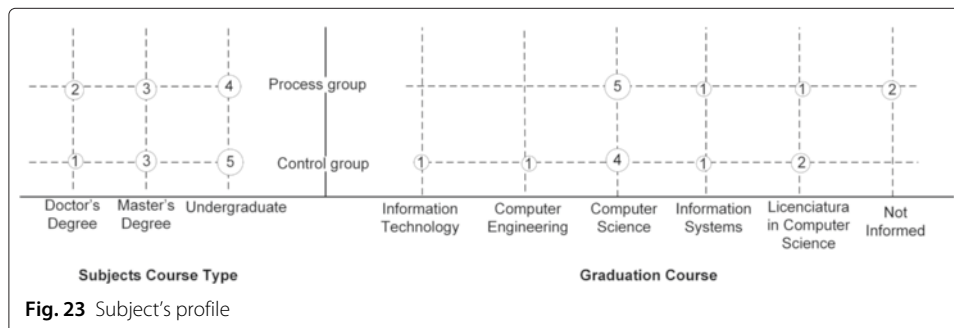 2 3 4 Process group 5 1 1 2
1 3 5 Control group 1 1 4 1 2
Doctor's Master's Undergraduate Information Computer Computer Information Licenciatura Not
Degree Degree Technology Engineering Science Systems in Computer Informed
Science
Subjects Course Type Graduation Course
Fig. 23 Subject's profile